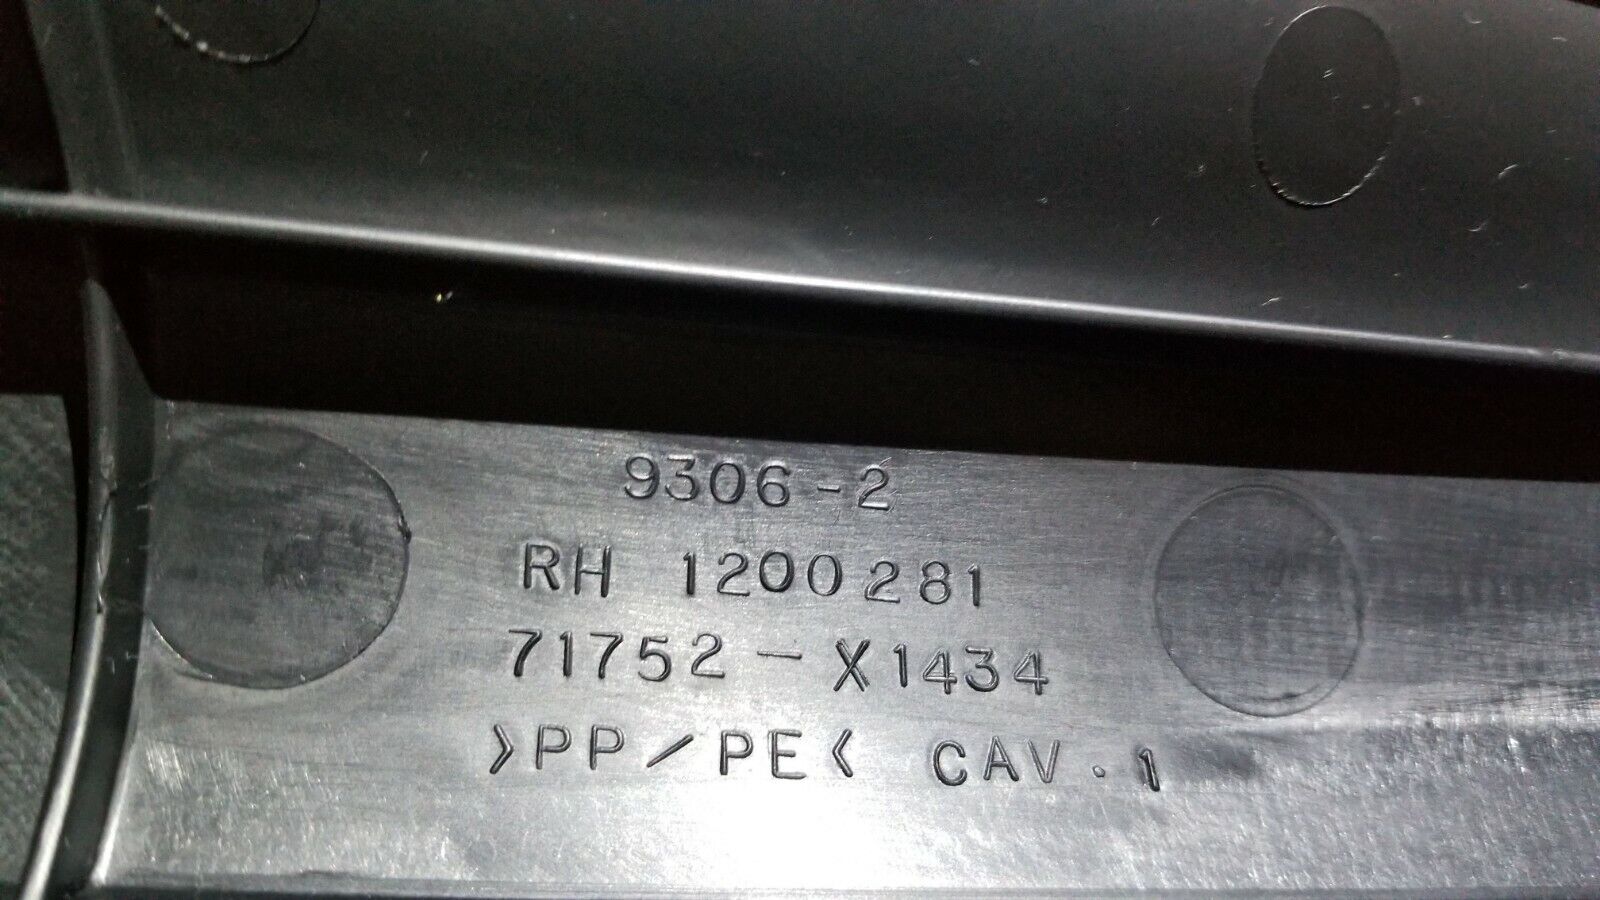 9306-2
RH 1200281
71752-X1434
>PP/PE< CAV.1